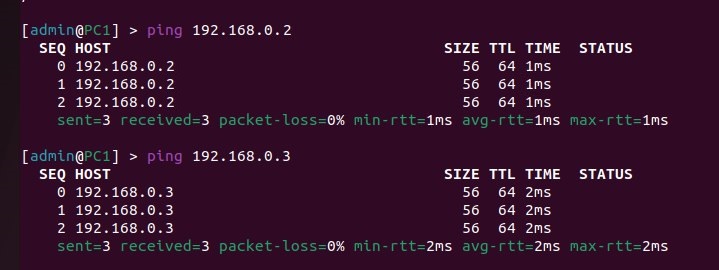 [admin@PC1] > ping 192.168.0.2
SEQ HOST SIZE TTL TIME STATUS
0 192.168.0.2 56 64 1ms
1 192.168.0.2 56 64 1ms
2 192.168.0.2 56 64 1ms
sent=3 received=3 packet-loss=0% min-rtt=1ms avg-rtt=1ms max-rtt=1ms
[admin@PC1] > ping 192.168.0.3
SEQ HOST SIZE TTL TIME STATUS
0 192.168.0.3 56 64 2ms
1 192.168.0.3 56 64 2ms
2 192.168.0.3 56 64 2ms
sent=3 received=3 packet-loss=0% min-rtt=2ms avg-rtt=2ms max-rtt=2ms